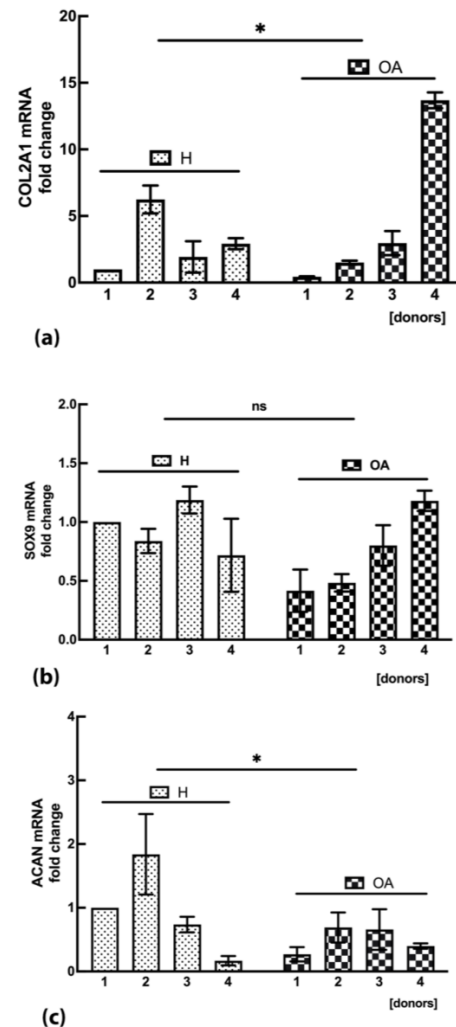 COL2A1 mRNA
fold change
20
15
10
5
0
*
H
OA
1 2 3 4 1 2 3 4
[donors]
(a)
SOX9 mRNA
fold change
2.0
1.5
1.0
0.5
0.0
ns
H
OA
1 2 3 4 1 2 3 4
[donors]
(b)
ACAN mRNA
fold change
4
3
2
1
0
*
H
OA
1 2 3 4 1 2 3 4
[donors]
(c)